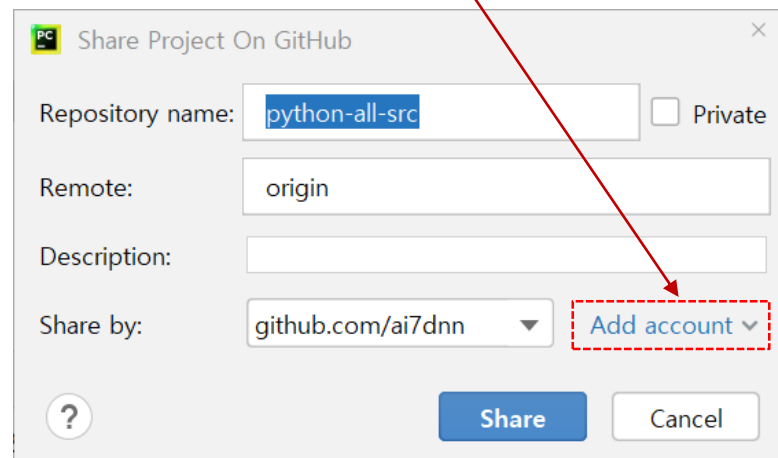 PC Share Project On GitHub
Repository name: python-all-src Private
Remote: origin
Description:
Share by: github.com/ai7dnn Add account
? Share Cancel